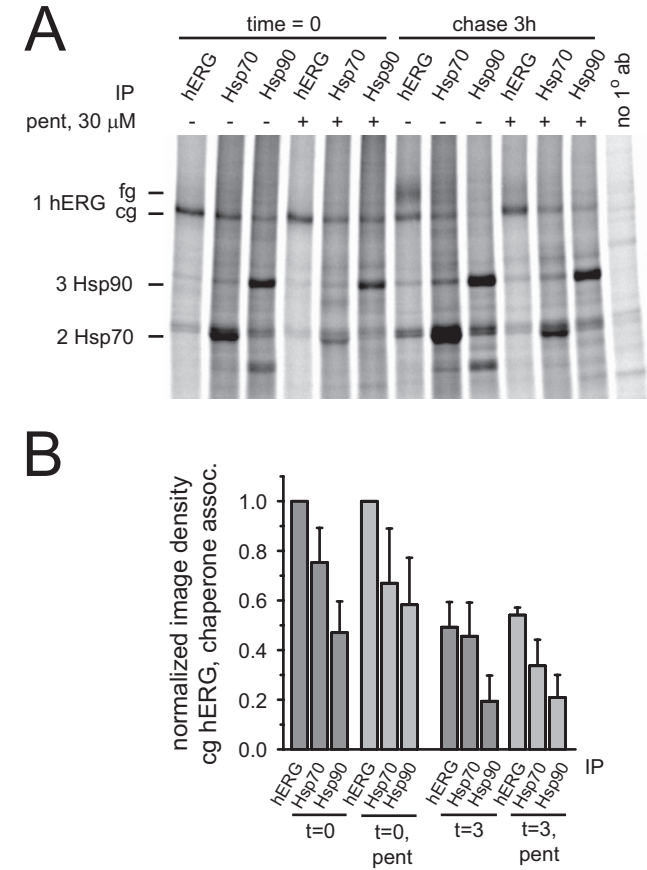 A
time = 0 chase 3h
IP hERG Hsp70 Hsp90 hERG Hsp70 Hsp90 hERG Hsp70 Hsp90 hERG Hsp70 Hsp90 no 1° ab
pent, 30 μM - - - + + + - - - + + +
fg
1 hERG
cg
3 Hsp90
2 Hsp70
B
normalized image density
cg hERG, chaperone assoc.
1.0
0.8
0.6
0.4
0.2
0.0
hERG Hsp70 Hsp90 hERG Hsp70 Hsp90 hERG Hsp70 Hsp90 hERG Hsp70 Hsp90 IP
t=0 t=0, t=3 t=3,
pent pent